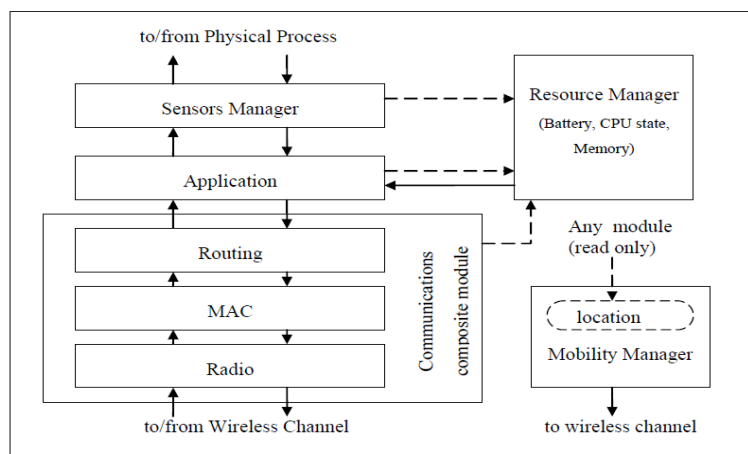 to/from Physical Process
Sensors Manager
Resource Manager
(Battery, CPU state,
Memory)
Application
Routing
MAC
Radio
Communications
composite module
Any module
(read only)
location
Mobility Manager
to/from Wireless Channel
to wireless channel